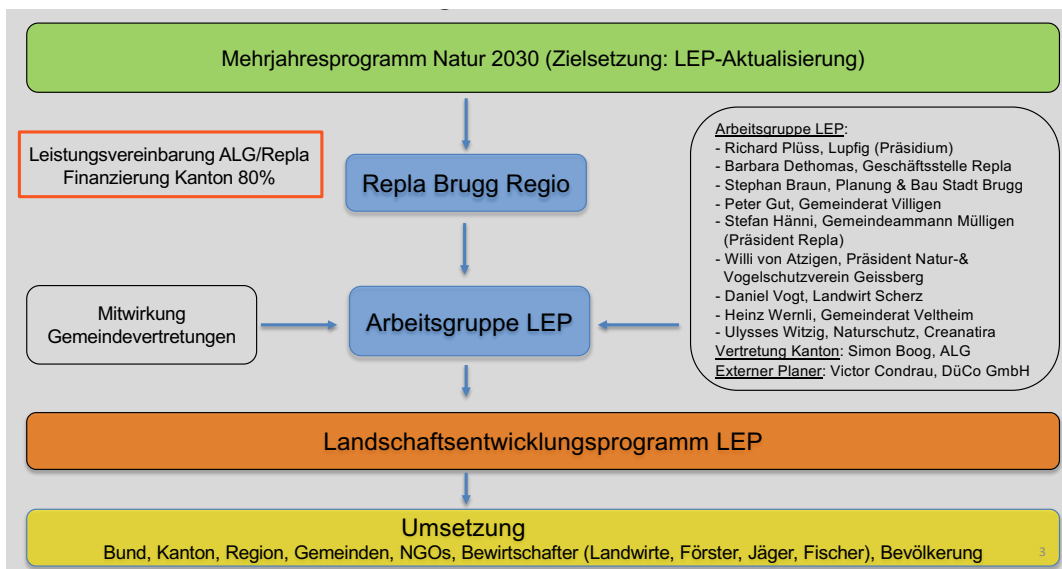 Mehrjahresprogramm Natur 2030 (Zielsetzung: LEP-Aktualisierung)
Leistungsvereinbarung ALG/Repla
Finanzierung Kanton 80%
Repla Brugg Regio
Arbeitsgruppe LEP:
- Richard Plüss, Lupfig (Präsidium)
- Barbara Dethomas, Geschäftsstelle Repla
- Stephan Braun, Planung & Bau Stadt Brugg
- Peter Gut, Gemeinderat Villigen
- Stefan Hänni, Gemeindeammann Mülligen
(Präsident Repla)
- Willi von Atzigen, Präsident Natur-&
Vogelschutzverein Geissberg
- Daniel Vogt, Landwirt Scherz
- Heinz Wernli, Gemeinderat Veltheim
- Ulysses Witzig, Naturschutz, Creanatira
Vertretung Kanton: Simon Boog, ALG
Externer Planer: Victor Condrau, DüCo GmbH
Mitwirkung
Gemeindevertretungen
Arbeitsgruppe LEP
Landschaftsentwicklungsprogramm LEP
Umsetzung
Bund, Kanton, Region, Gemeinden, NGOs, Bewirtschafter (Landwirte, Förster, Jäger, Fischer), Bevölkerung
3